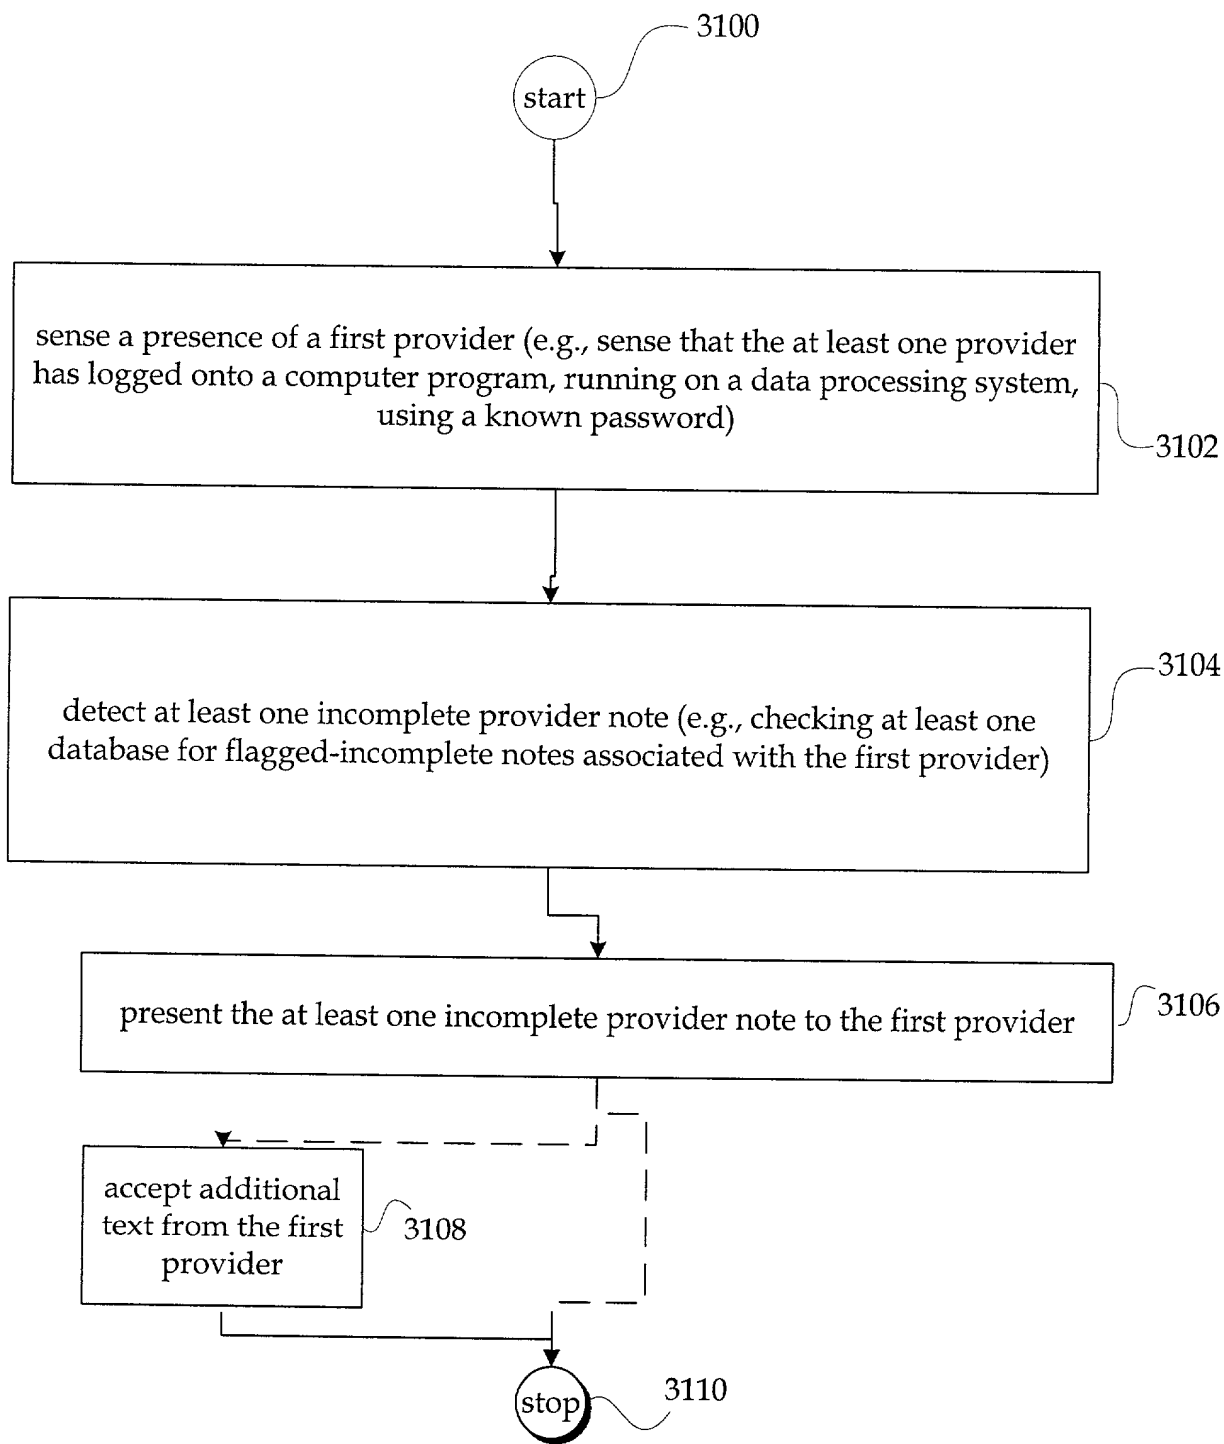 3100
start
sense a presence of a first provider (e.g., sense that the at least one provider
has logged onto a computer program, running on a data processing system,
using a known password)
3102
3104
detect at least one incomplete provider note (e.g., checking at least one
database for flagged-incomplete notes associated with the first provider)
3106
present the at least one incomplete provider note to the first provider
accept additional
text from the first
provider
3108
stop
3110